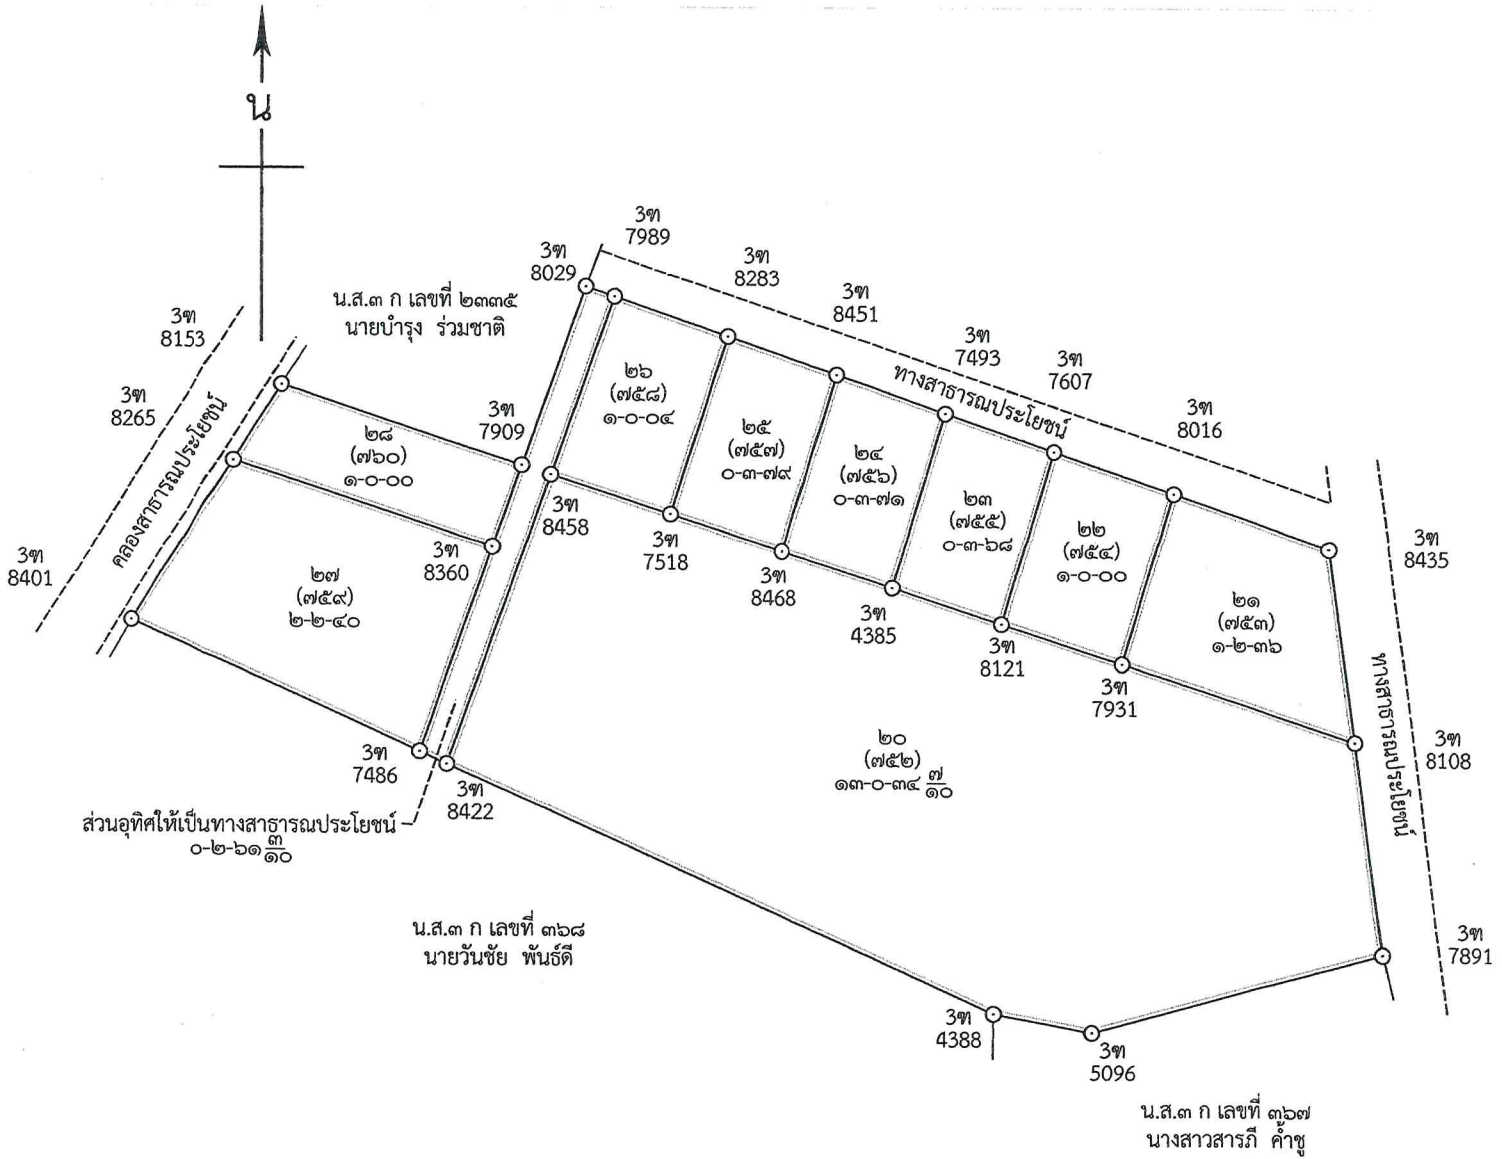 น
3ฑ
7989
3ฑ
8029
3ฑ
8283
3ฑ
8451
3ฑ
7493
3ฑ
7607
3ฑ
8016
น.ส.๓ ก เลขที่ ๒๓๓๕
นายบำรุง ร่วมชาติ
3ฑ
8153
3ฑ
8265
3ฑ
8401
คลองสาธารณประโยชน์
ทางสาธารณประโยชน์
3ฑ
7909
๒๘
(๗๖๐)
๑-๐-๐๐
๒๖
(๗๕๘)
๑-๐-๐๔
๒๕
(๗๕๗)
๐-๓-๗๙
๒๔
(๗๕๖)
๐-๓-๗๑
๒๓
(๗๕๕)
๐-๓-๖๘
๒๒
(๗๕๔)
๑-๐-๐๐
๒๑
(๗๕๓)
๑-๒-๓๖
3ฑ
8435
3ฑ
8458
3ฑ
7518
3ฑ
8360
3ฑ
8468
3ฑ
4385
3ฑ
8121
3ฑ
7931
๒๗
(๗๕๙)
๒-๒-๔๐
ทางสาธารณประโยชน์
3ฑ
8108
3ฑ
7486
3ฑ
8422
๒๐
(๗๕๒)
๑๓-๐-๓๔ ๗/๑๐
ส่วนอุทิศให้เป็นทางสาธารณประโยชน์
๐-๒-๖๑ ๓/๑๐
น.ส.๓ ก เลขที่ ๓๖๘
นายวันชัย พันธ์ดี
3ฑ
7891
3ฑ
4388
3ฑ
5096
น.ส.๓ ก เลขที่ ๓๖๗
นางสาวสารภี ค้ำชู